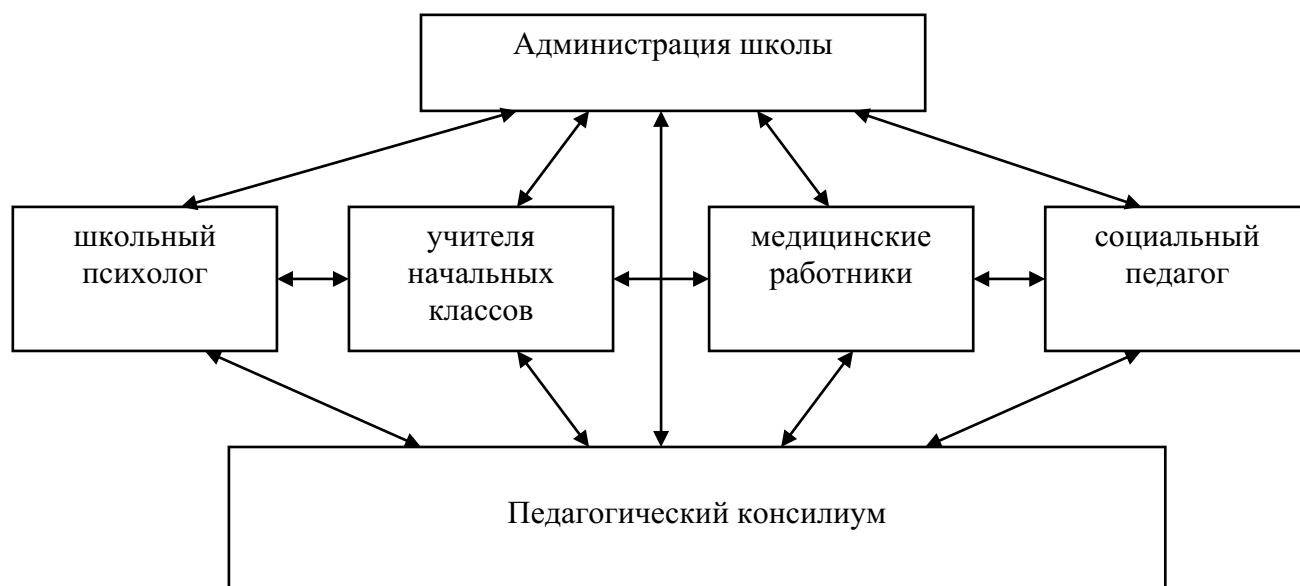 Администрация школы
школьный
психолог
учителя
начальных
классов
медицинские
работники
социальный
педагог
Педагогический консилиум